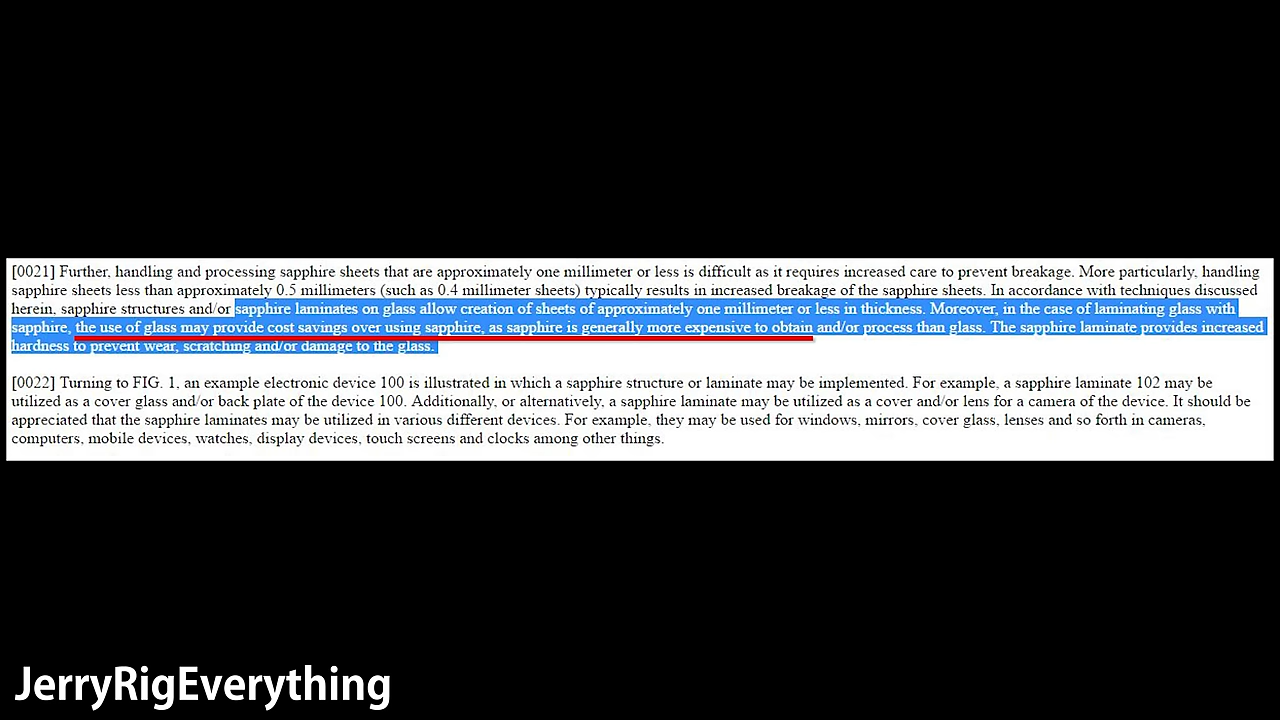 [0021] Further, handling and processing sapphire sheets that are approximately one millimeter or less is difficult as it requires increased care to prevent breakage. More particularly, handling
sapphire sheets less than approximately 0.5 millimeters (such as 0.4 millimeter sheets) typically results in increased breakage of the sapphire sheets. In accordance with techniques discussed
herein, sapphire structures and/or sapphire laminates on glass allow creation of sheets of approximately one millimeter or less in thickness. Moreover, in the case of laminating glass with
sapphire, the use of glass may provide cost savings over using sapphire, as sapphire is generally more expensive to obtain and/or process than glass. The sapphire laminate provides increased
hardness to prevent wear, scratching and/or damage to the glass.
[0022] Turning to FIG. 1, an example electronic device 100 is illustrated in which a sapphire structure or laminate may be implemented. For example, a sapphire laminate 102 may be
utilized as a cover glass and/or back plate of the device 100. Additionally, or alternatively, a sapphire laminate may be utilized as a cover and/or lens for a camera of the device. It should be
appreciated that the sapphire laminates may be utilized in various different devices. For example, they may be used for windows, mirrors, cover glass, lenses and so forth in cameras,
computers, mobile devices, watches, display devices, touch screens and clocks among other things.
JerryRigEverything